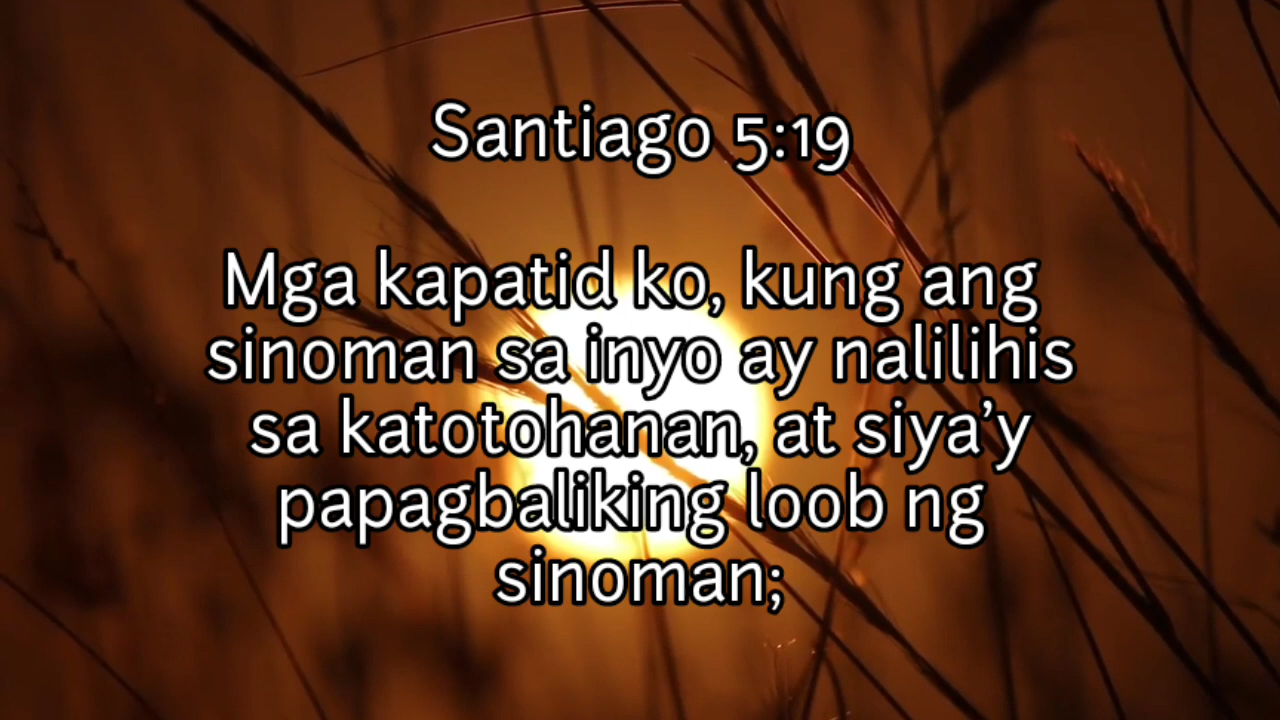 Santiago 5:19
Mga kapatid ko, kung ang
sinoman sa inyo ay nalilihis
sa katotohanan, at siya’y
papagbaliking loob ng
sinoman;